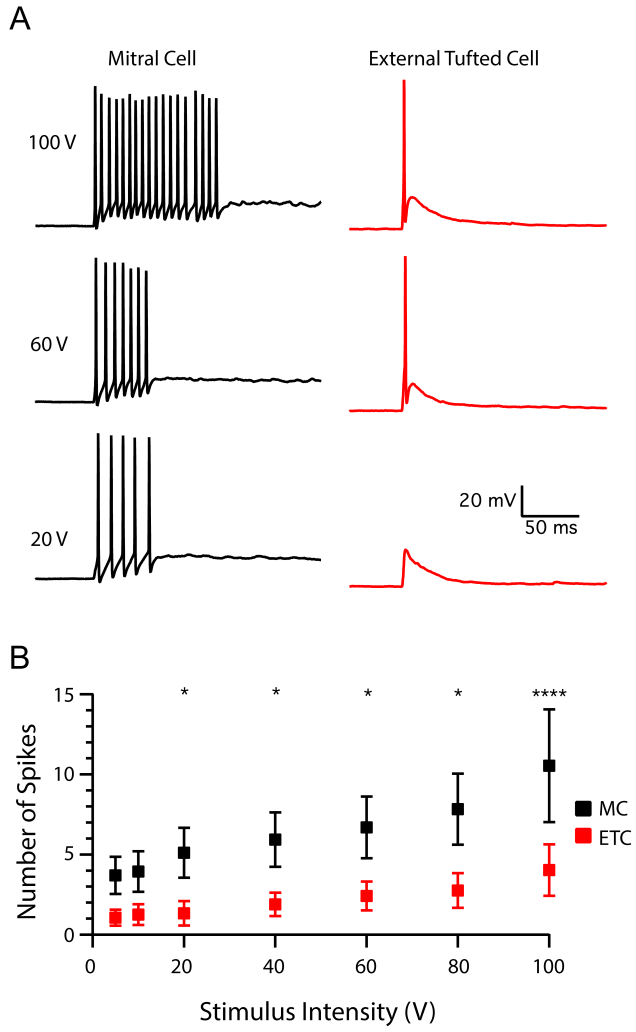 A
Mitral Cell
External Tufted Cell
100 V
60 V
20 V
20 mV
50 ms
B
15
10
5
0
Number of Spikes
* * * * ****
MC
ETC
0 20 40 60 80 100
Stimulus Intensity (V)